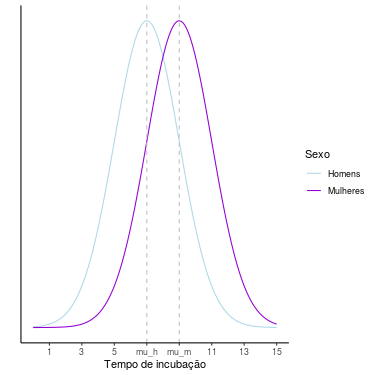 Sexo
Homens
Mulheres
1 3 5 mu_h mu_m 11 13 15
Tempo de incubação